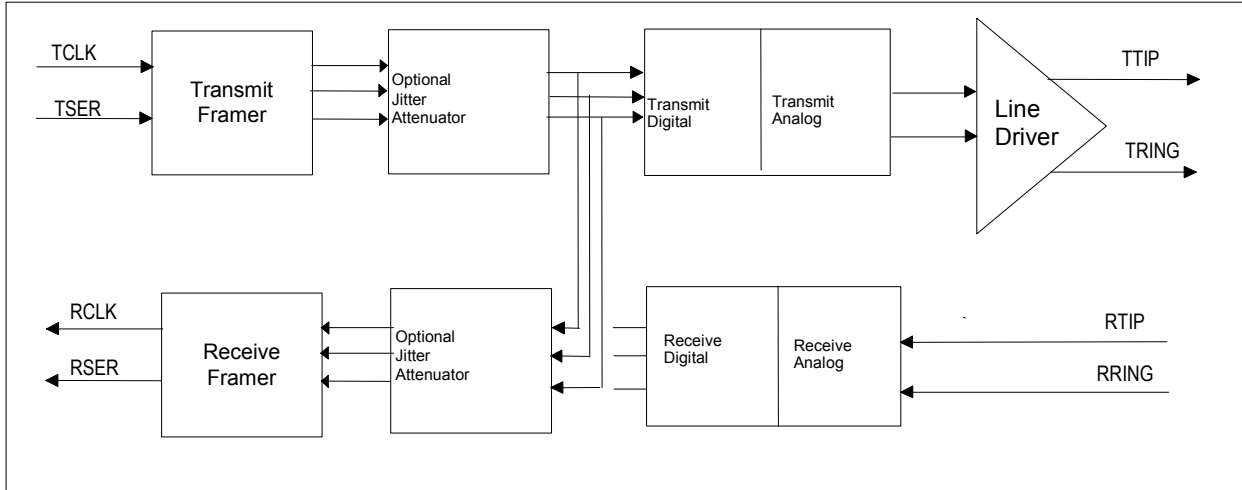 TCLK
TSER
Transmit
Framer
Optional
Jitter
Attenuator
Transmit
Digital
Transmit
Analog
Line
Driver
TTIP
TRING
RCLK
RSER
Receive
Framer
Optional
Jitter
Attenuator
Receive
Digital
Receive
Analog
RTIP
RRING